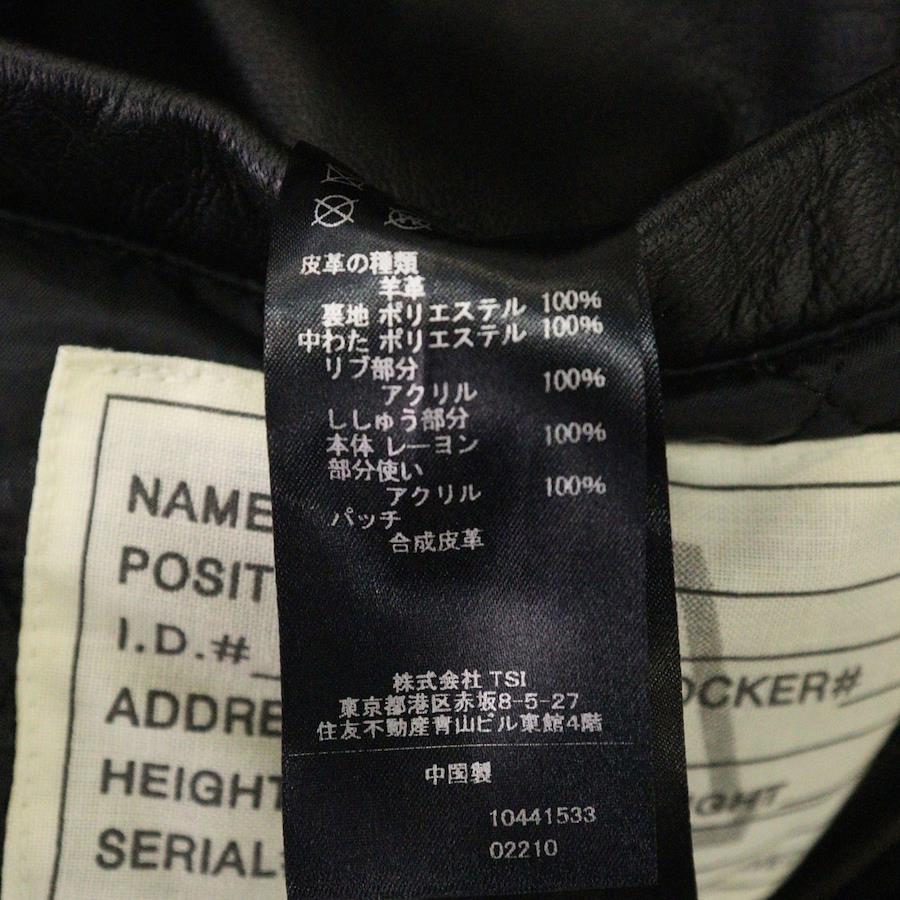 皮革の種類
羊革
裏地 ポリエステル 100%
中わた ポリエステル 100%
リブ部分
アクリル 100%
ししゅう部分
本体 レーヨン 100%
部分使い
アクリル 100%
パッチ
合成皮革
株式会社 TSI
東京都港区赤坂8-5-27
住友不動産青山ビル東館4階
中国製
10441533
02210
NAME
POSIT
I.D.#
ADDRE
OCKER#
HEIGHT
GHT
SERIAL